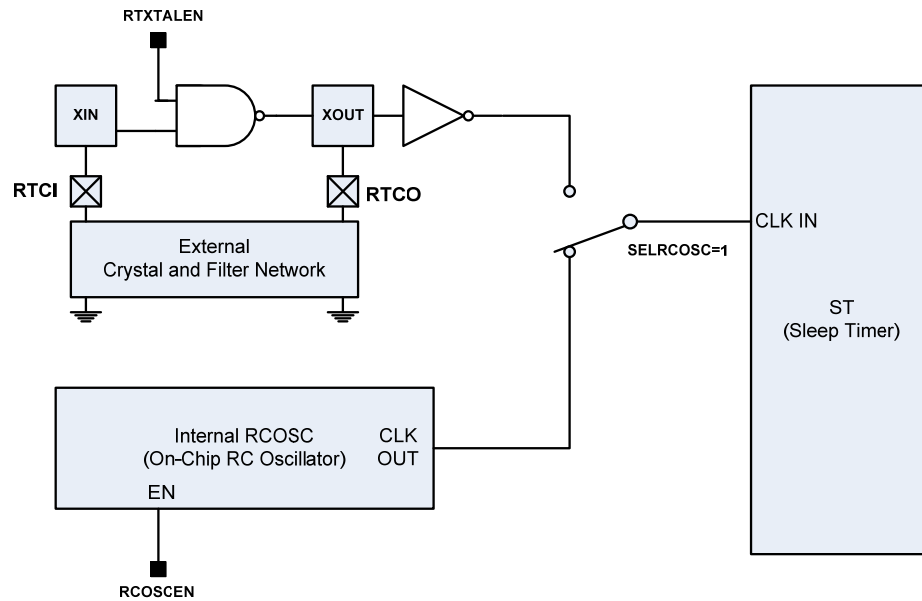 RTXTALEN
XIN
XOUT
RTCI
RTCO
External
Crystal and Filter Network
SELRCOSC=1
CLK IN
ST
(Sleep Timer)
Internal RCOSC
(On-Chip RC Oscillator)
CLK
OUT
EN
RCOSCEN